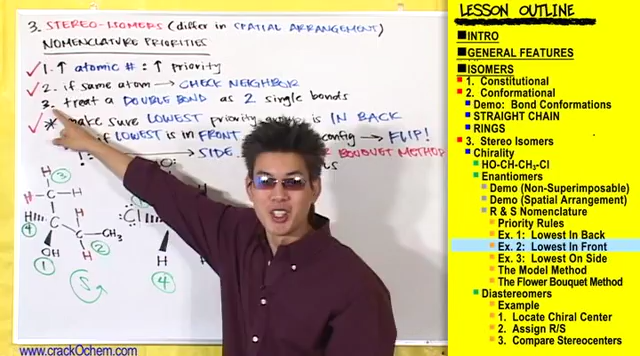 3. STEREO-ISOMERS (differ in SPATIAL ARRANGEMENT)
NOMENCLATURE PRIORITIES
1. ↑ atomic # : ↑ priority
2. if same atom → CHECK NEIGHBOR
3. treat a DOUBLE BOND as 2 single bonds
* make sure LOWEST priority is IN BACK
if LOWEST is in FRONT config → FLIP!
SIDE BOUQUET METHOD
H
3
H-C
H
4
C
CH₃
H
2
OH
1
S
Cl
www.crackOchem.com
LESSON OUTLINE
INTRO
GENERAL FEATURES
ISOMERS
1. Constitutional
2. Conformational
Demo: Bond Conformations
STRAIGHT CHAIN
RINGS
3. Stereo Isomers
Chirality
HO-CH-CH₃-Cl
Enantiomers
Demo (Non-Superimposable)
Demo (Spatial Arrangement)
R & S Nomenclature
Priority Rules
Ex. 1: Lowest In Back
Ex. 2: Lowest In Front
Ex. 3: Lowest On Side
The Model Method
The Flower Bouquet Method
Diastereomers
Example
1. Locate Chiral Center
2. Assign R/S
3. Compare Stereocenters